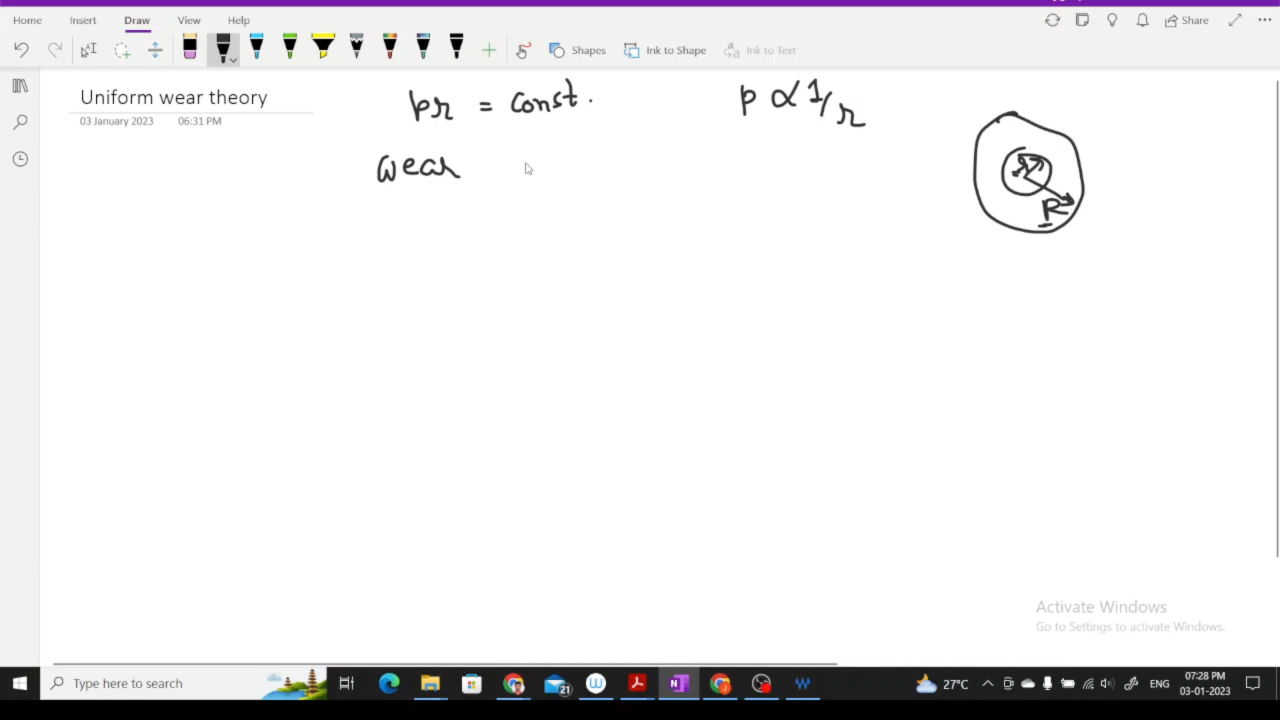 Home Insert Draw View Help
Share
Shapes Ink to Shape Ink to Text
Uniform wear theory
03 January 2023 06:31 PM
pr = const.
p ∝ 1/r
wear
r
R
Activate Windows
Go to Settings to activate Windows.
Type here to search
21
W
N
W
27°C
ENG
07:28 PM
03-01-2023